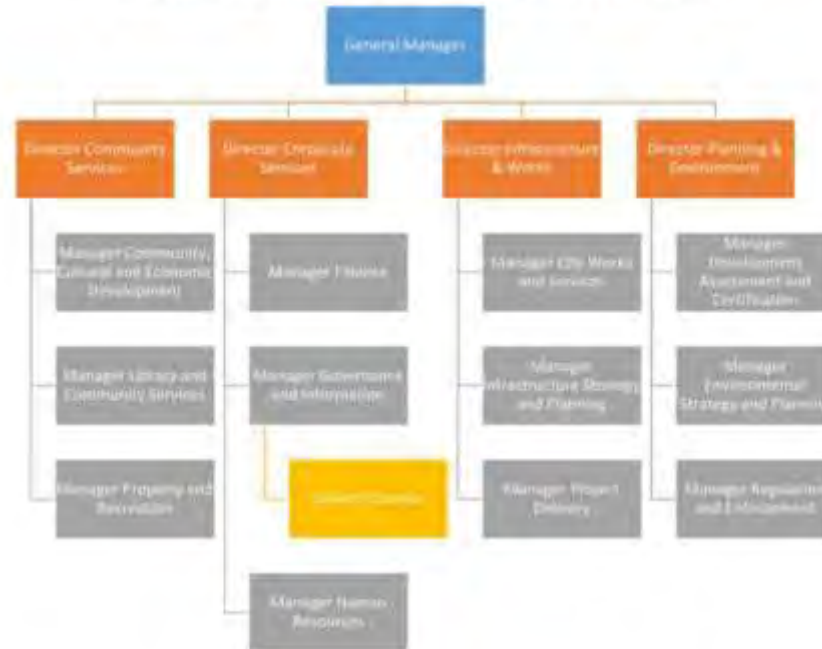 General Manager
Director Community
Services
Director Corporate
Services
Director Infrastructure
& Works
Director Planning &
Environment
Manager Community,
Cultural and Economic
Development
Manager Library and
Community Services
Manager Property and
Recreation
Manager Finance
Manager Governance
and Information
Manager Human
Resources
Manager City Works
and Services
Manager
Infrastructure Strategy
and Planning
Manager Project
Delivery
Manager
Development
Assessment and
Certification
Manager
Environmental
Strategy and Planning
Manager Regulation
and Enforcement